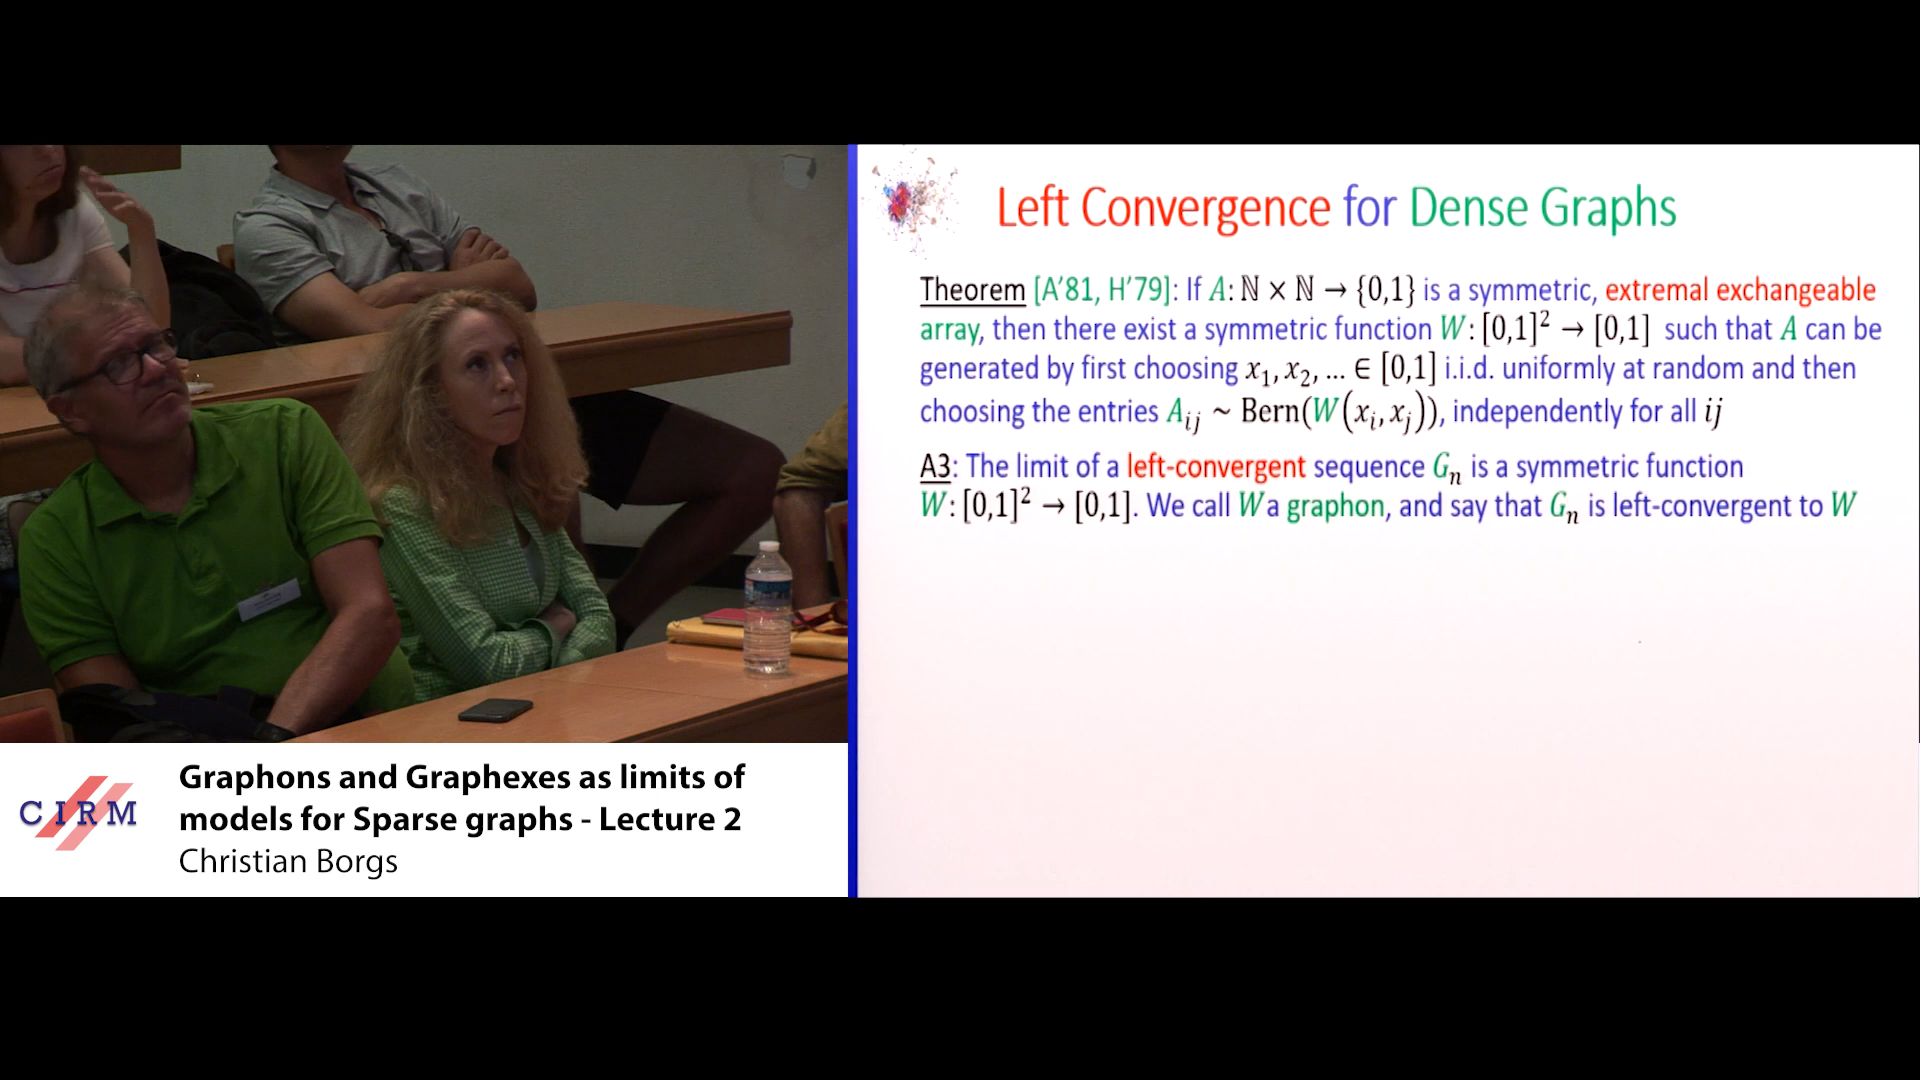 Left Convergence for Dense Graphs
Theorem [A'81, H'79]: If A: ℕ × ℕ → {0,1} is a symmetric, extremal exchangeable
array, then there exist a symmetric function W: [0,1]² → [0,1] such that A can be
generated by first choosing x₁, x₂, … ∈ [0,1] i.i.d. uniformly at random and then
choosing the entries Aᵢⱼ ~ Bern(W(xᵢ, xⱼ)), independently for all ij
A3: The limit of a left-convergent sequence Gₙ is a symmetric function
W: [0,1]² → [0,1]. We call W a graphon, and say that Gₙ is left-convergent to W
CIRM
Graphons and Graphexes as limits of
models for Sparse graphs - Lecture 2
Christian Borgs